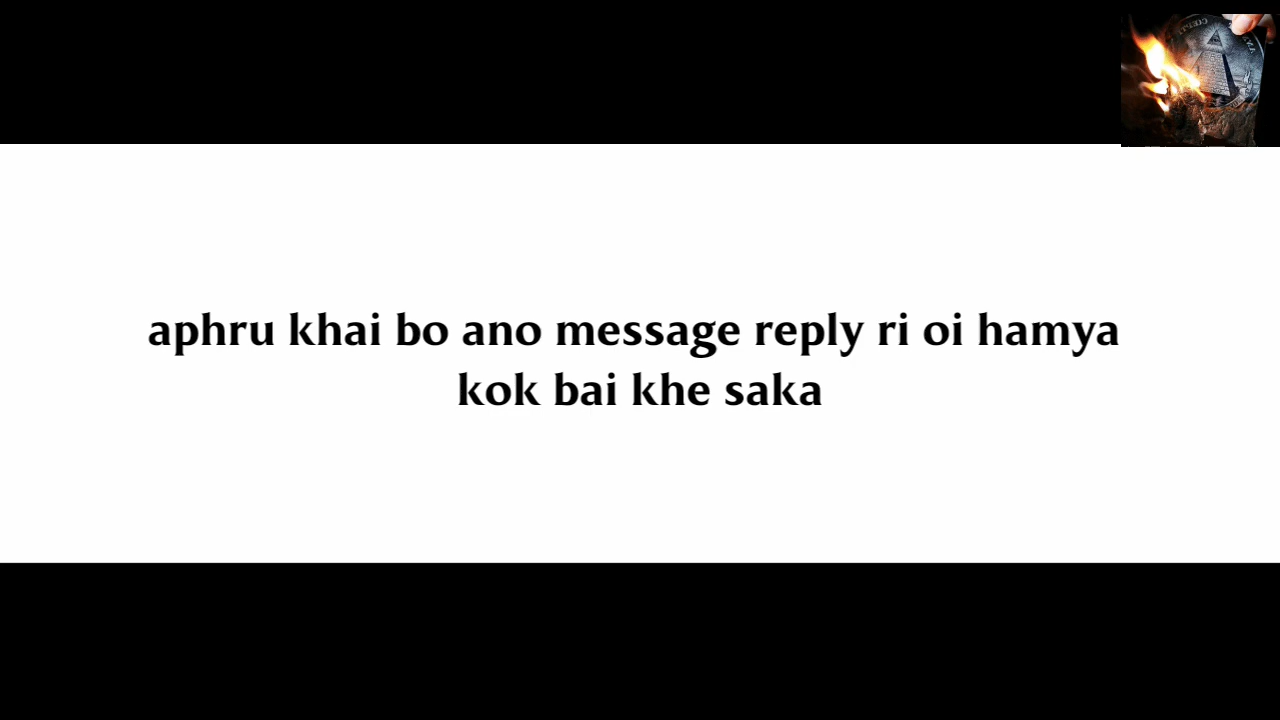 aphru khai bo ano message reply ri oi hamya
kok bai khe saka